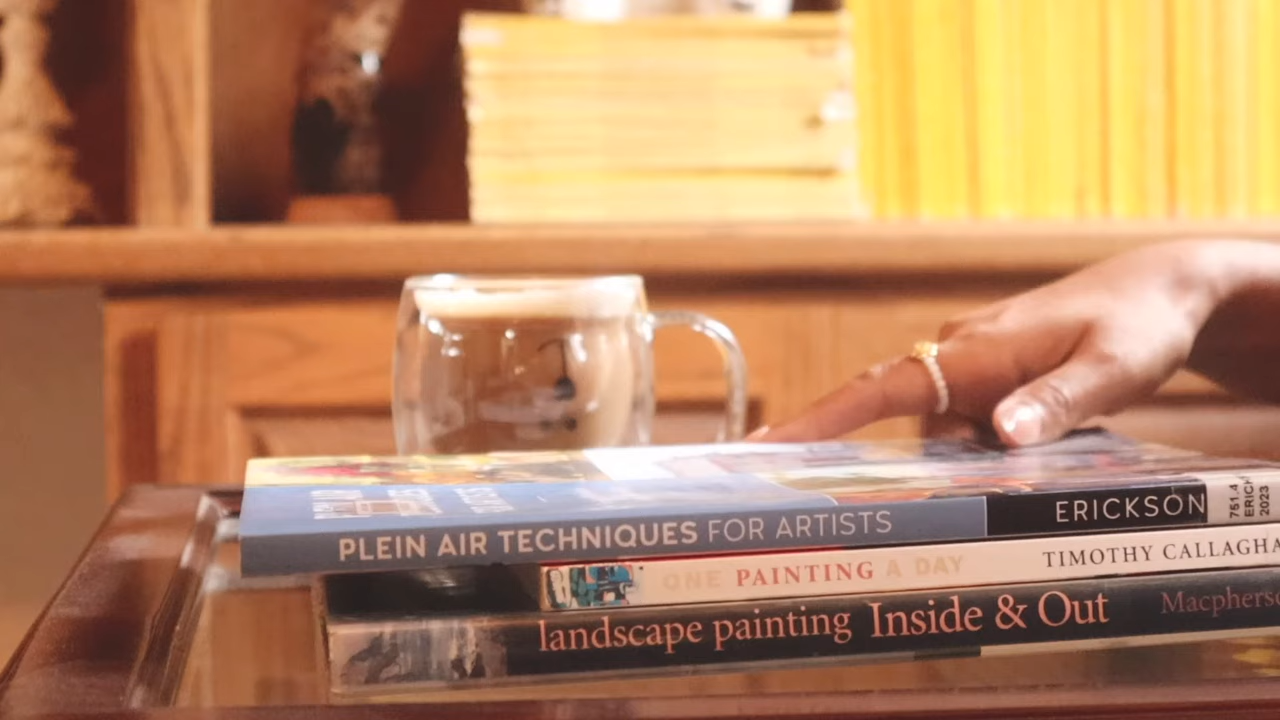 PLEIN AIR TECHNIQUES FOR ARTISTS ERICKSON
751.4
ERICK
2023
ONE PAINTING A DAY TIMOTHY CALLAGHA
landscape painting Inside & Out Macpherso